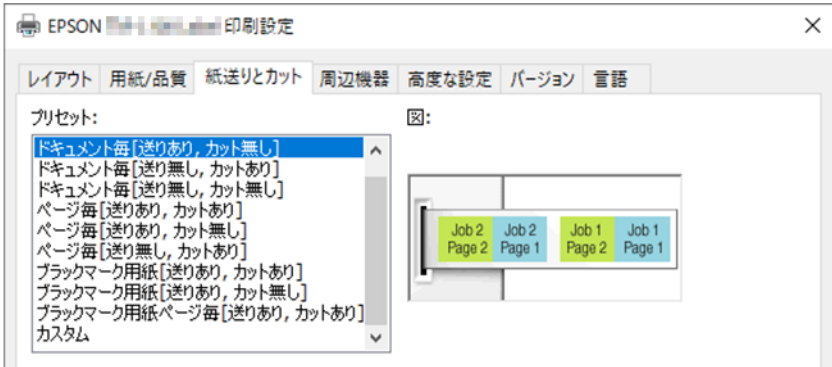 EPSON 印刷設定
レイアウト 用紙/品質 紙送りとカット 周辺機器 高度な設定 バージョン 言語
プリセット:
図:
ドキュメント毎[送りあり, カット無し]
ドキュメント毎[送り無し, カットあり]
ドキュメント毎[送り無し, カット無し]
ページ毎[送りあり, カットあり]
ページ毎[送りあり, カット無し]
ページ毎[送り無し, カットあり]
ブラックマーク用紙[送りあり, カットあり]
ブラックマーク用紙[送りあり, カット無し]
ブラックマーク用紙ページ毎[送りあり, カットあり]
カスタム
Job 2 Job 2 Job 1 Job 1
Page 2 Page 1 Page 2 Page 1